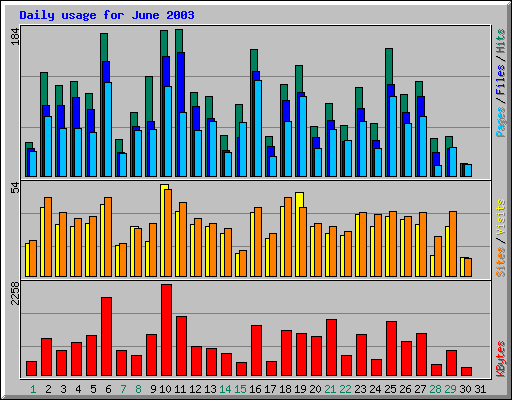 Daily usage for June 2003
184
Pages / Files / Hits
54
Sites / Visits
2258
KBytes
1 2 3 4 5 6 7 8 9 10 11 12 13 14 15 16 17 18 19 20 21 22 23 24 25 26 27 28 29 30 31